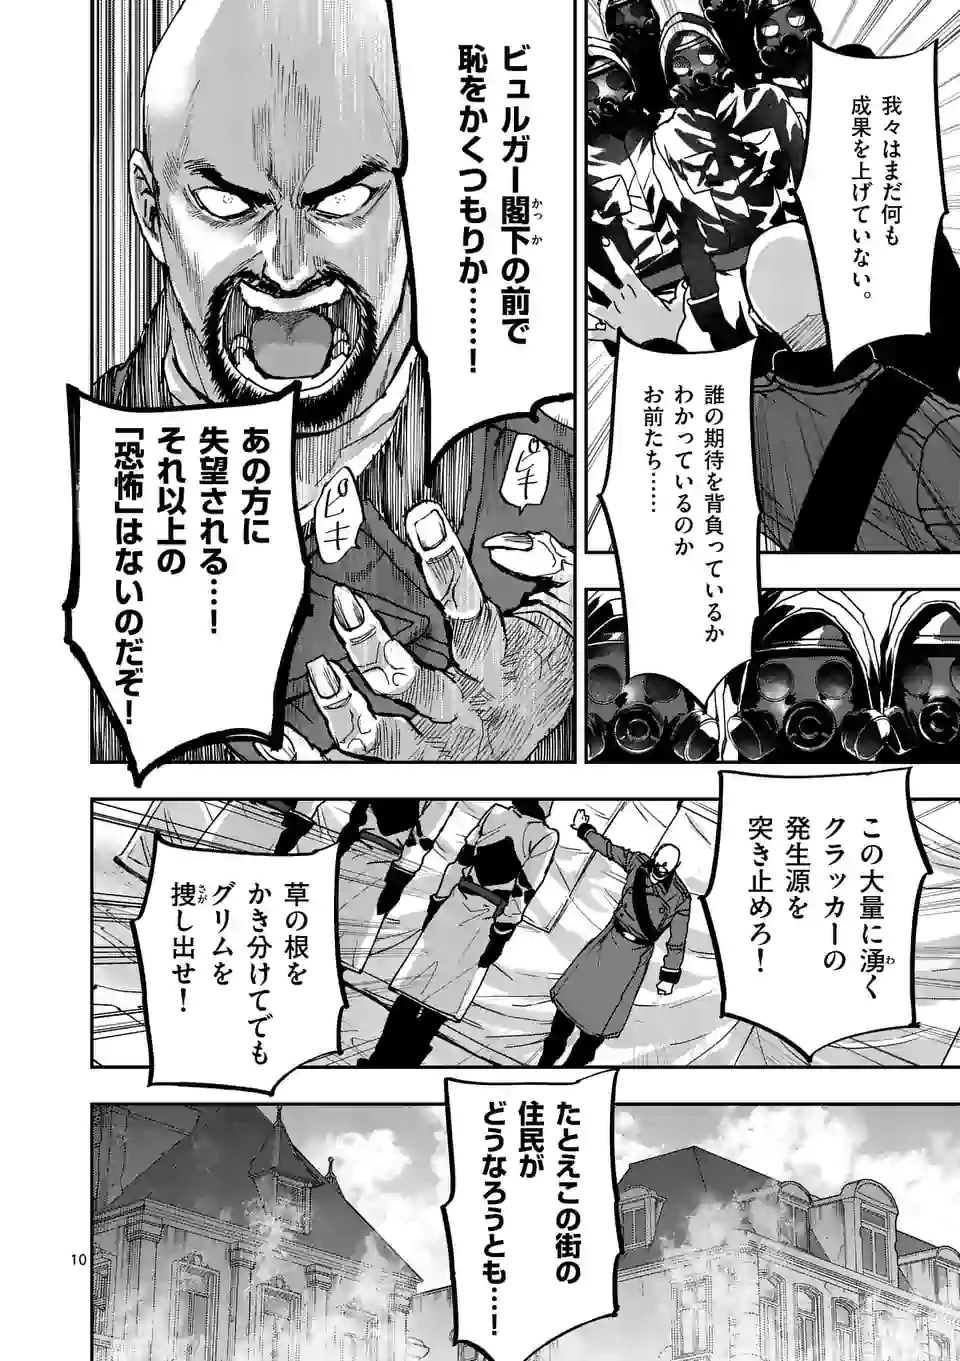 我々はまだ何も
成果を上げていない。
誰の期待を背負っているか
わかっているのか
お前たち……
ビュルガー閣下の前で
恥をかくつもりか……！
かっか
ピキ
ピキ
あの方に
失望される…！
それ以上の
「恐怖」はないのだぞ！
この大量に湧く
わ
クラッカーの
発生源を
突き止めろ！
草の根を
かき分けてでも
グリムを
捜し出せ！
さが
たとえこの街の
住民が
どうなろうとも…！
10